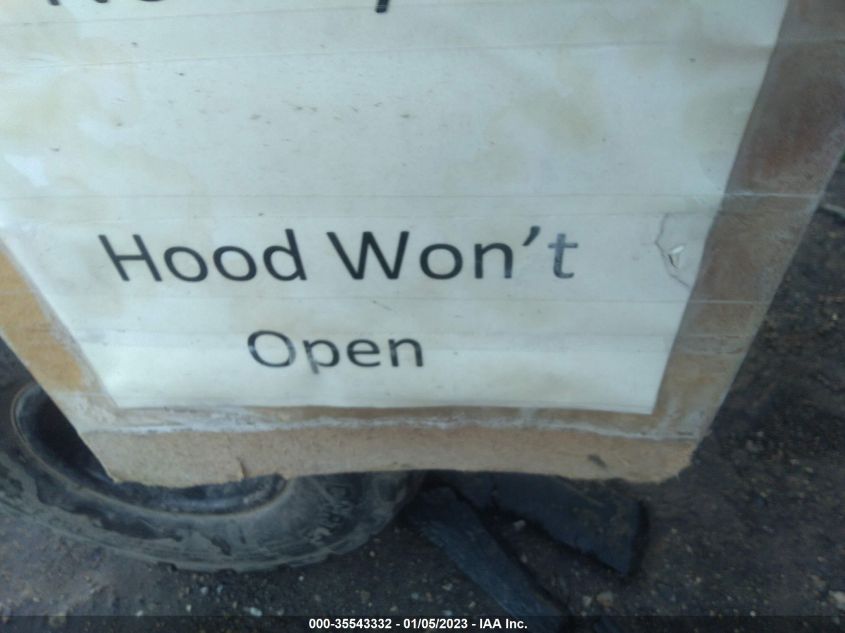 Hood Won't
Open
000-35543332 - 01/05/2023 - IAA Inc.